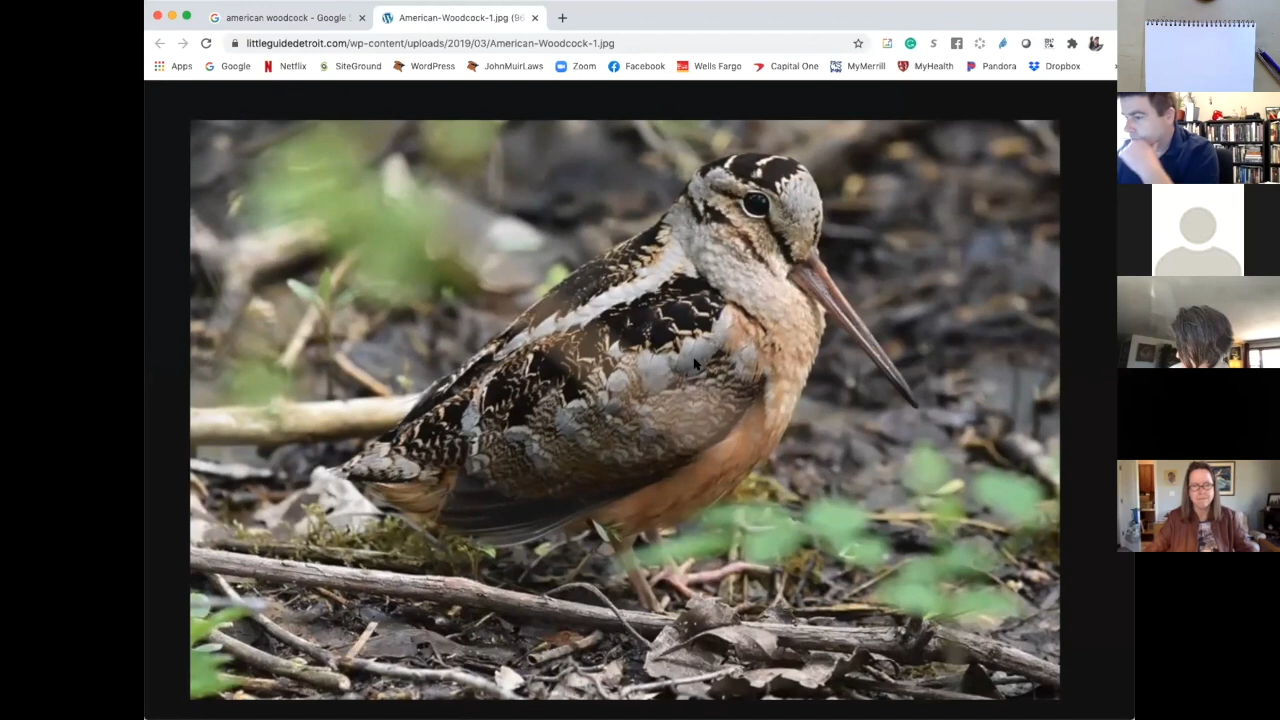 american woodcock - Google
American-Woodcock-1.jpg (96
littleguidedetroit.com/wp-content/uploads/2019/03/American-Woodcock-1.jpg
Apps Google Netflix SiteGround WordPress JohnMuirLaws Zoom Facebook Wells Fargo Capital One MyMerrill MyHealth Pandora Dropbox